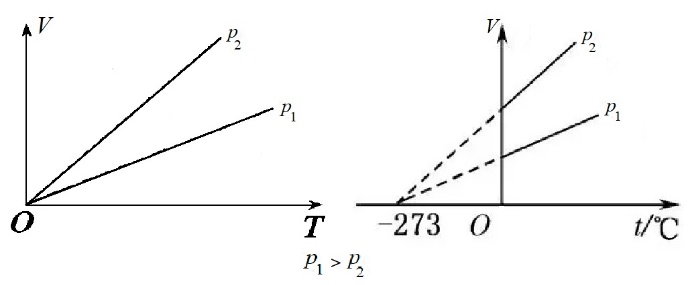 V
p₂
p₁
O
T
V
p₂
p₁
-273
O
t/℃
p₁ > p₂